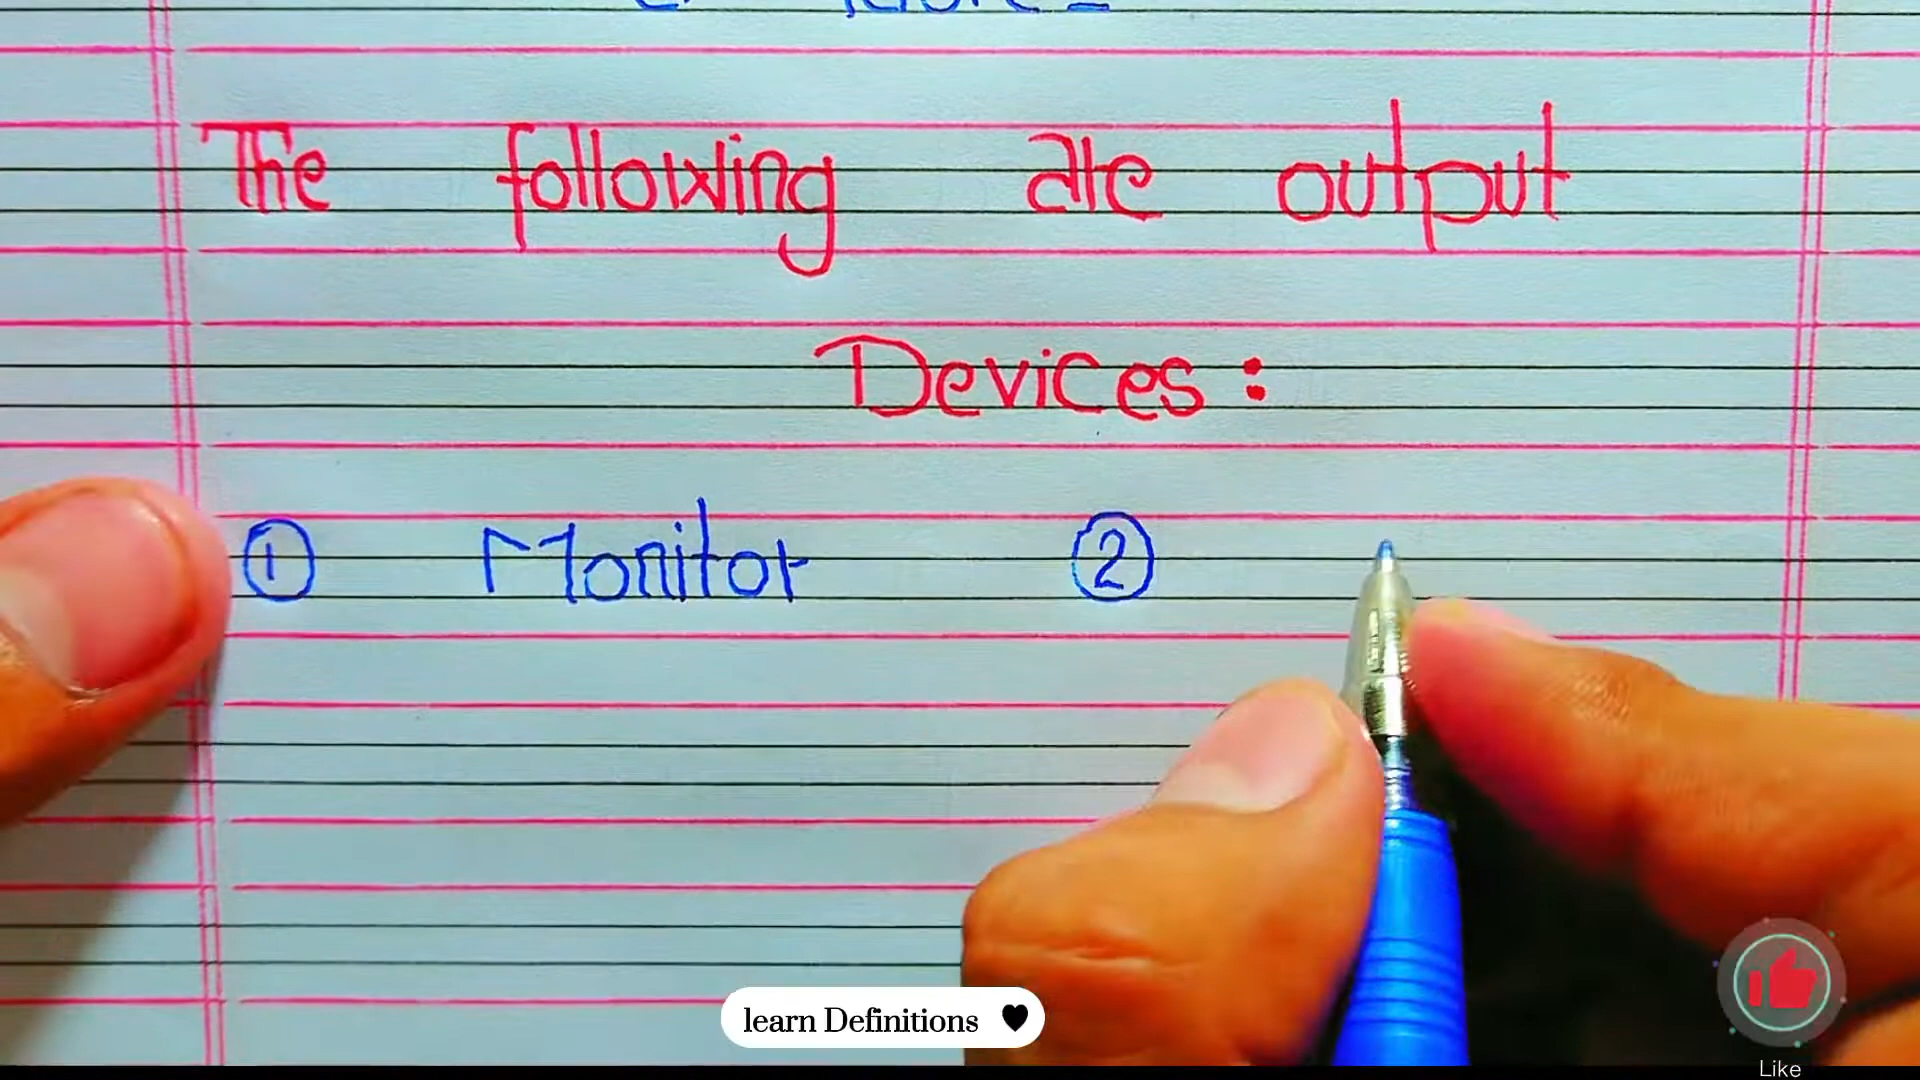 The following are output
Devices :
① Monitor ②
learn Definitions ♥
Like